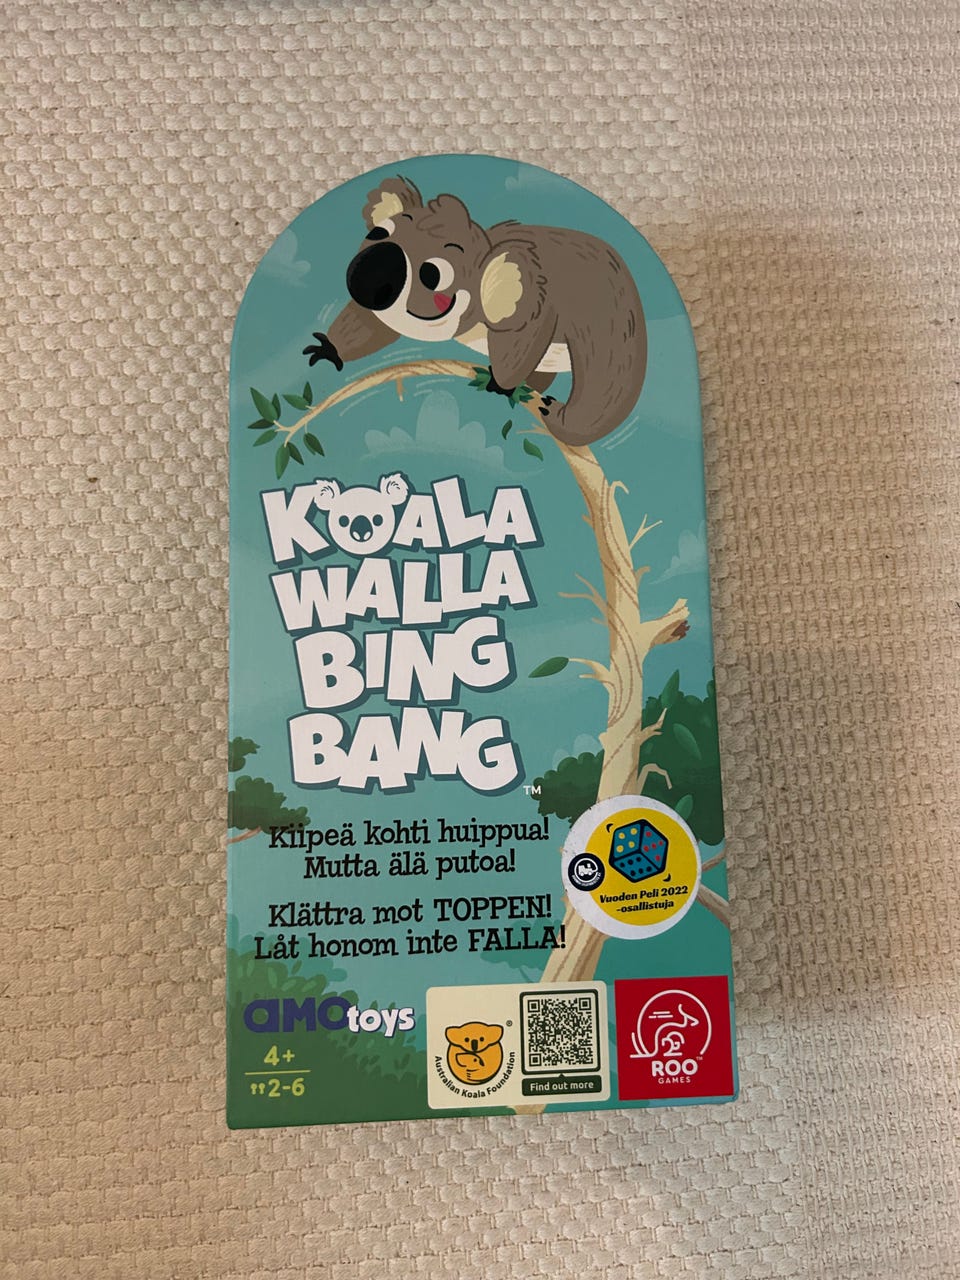 KOALA
WALLA
BING
BANG
™
Kiipeä kohti huippua!
Mutta älä putoa!
Klättra mot TOPPEN!
Låt honom inte FALLA!
Vuoden Peli 2022
-osallistuja
AMOtoys
4+
2-6
Australian Koala Foundation
®
Find out more
ROO™
GAMES